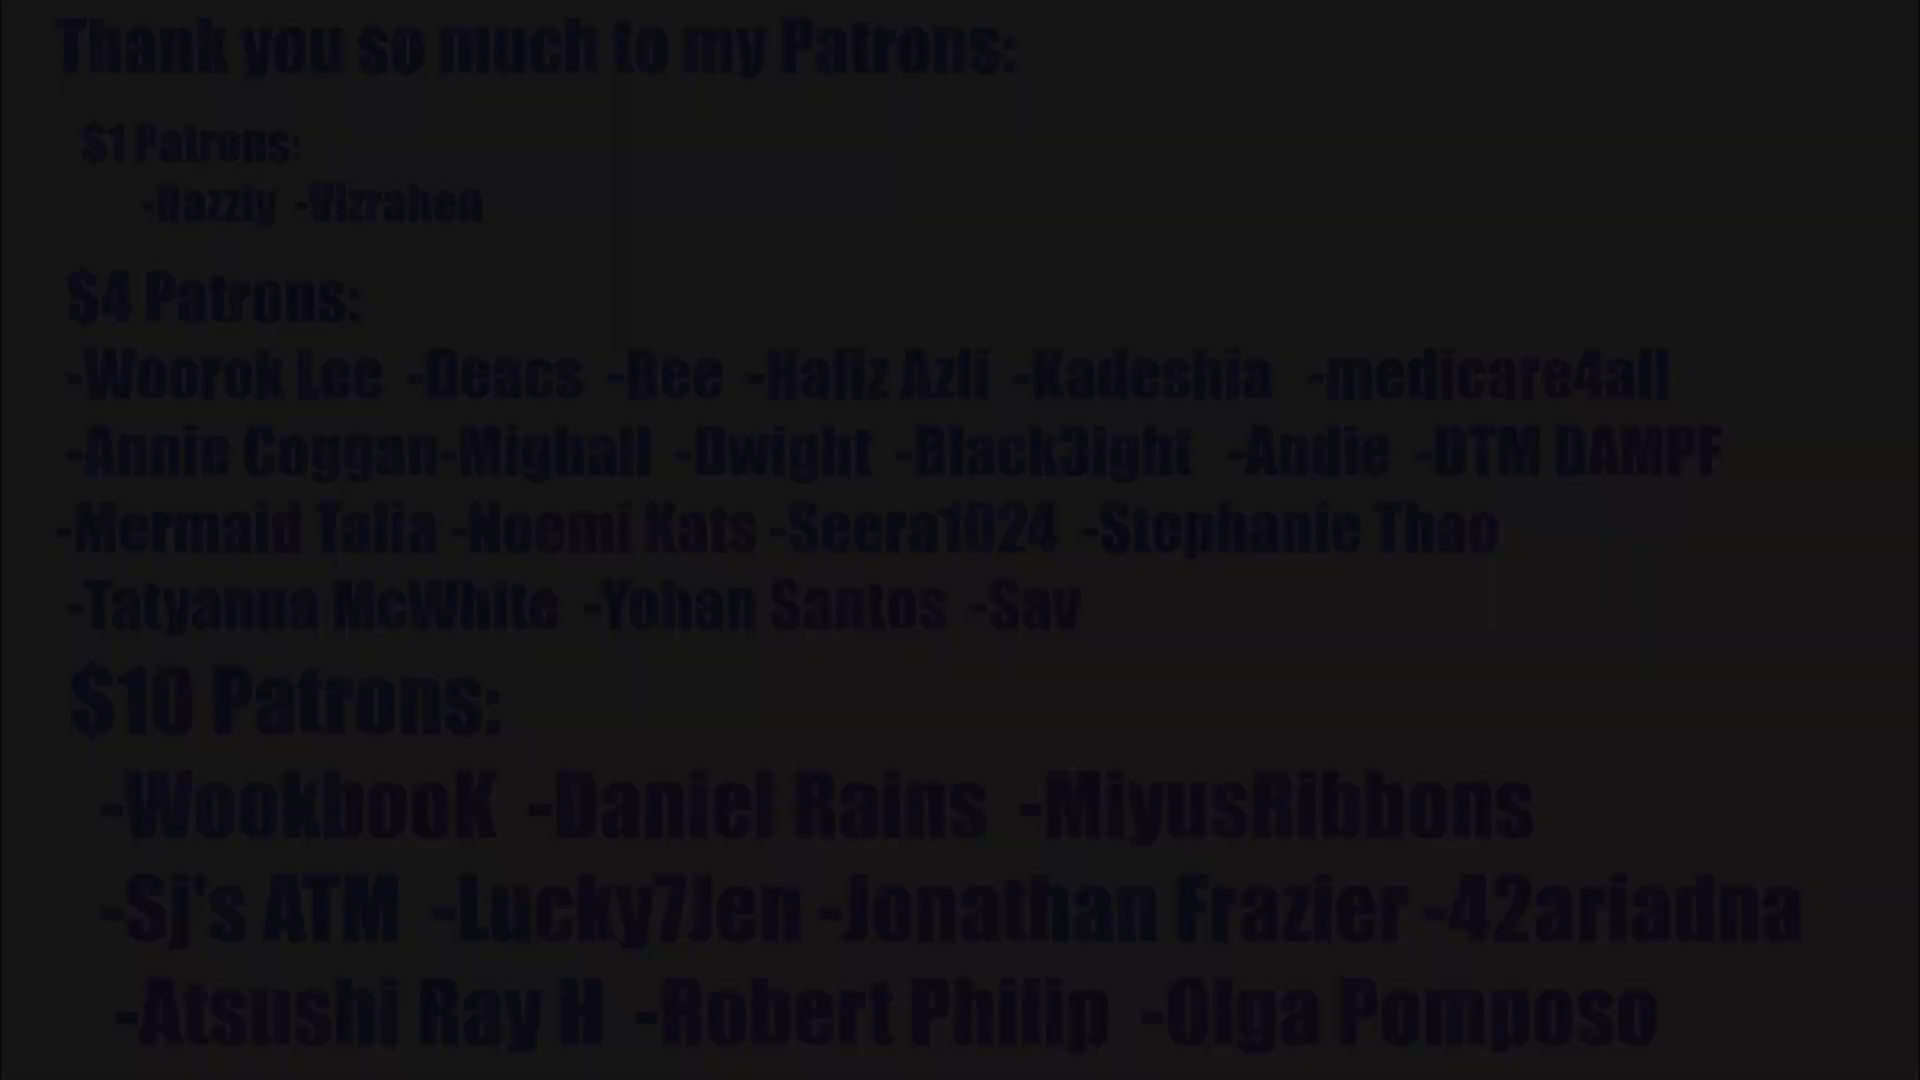 Thank you so much to my Patrons:
$1 Patrons:
-Razzly -Vizrahen
$4 Patrons:
-Woorok Lee -Deacs -Bee -Hafiz Azli -Kadeshia -medicare4all
-Annie Coggan-Mighall -Dwight -Black3ight -Andie -DTM DAMPF
-Mermaid Talia -Noemi Kats -Seera1024 -Stephanie Thao
-Tatyanna McWhite -Yohan Santos -Sav
$10 Patrons:
-WookbooK -Daniel Rains -MiyusRibbons
-Sj's ATM -Lucky7Jen -Jonathan Frazier -42ariadna
-Atsushi Ray H -Robert Philip -Olga Pomposo